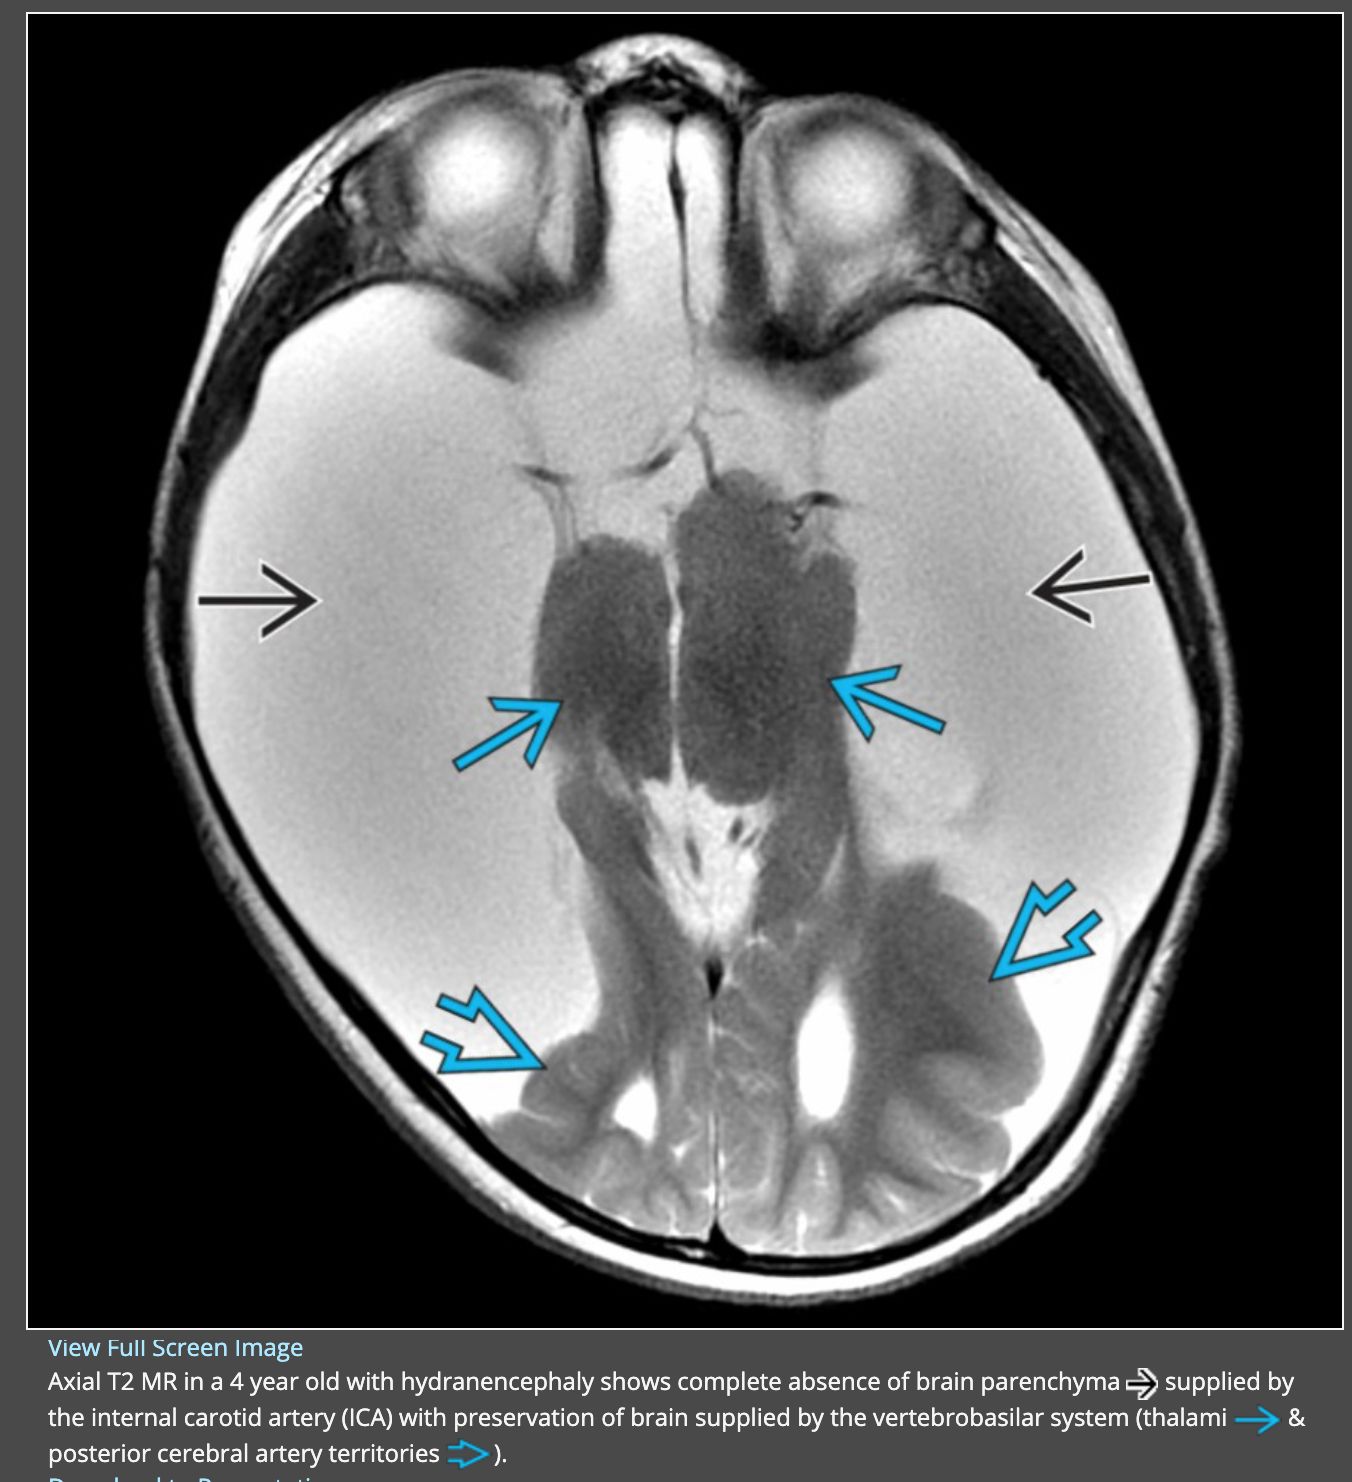 View Full Screen Image
Axial T2 MR in a 4 year old with hydranencephaly shows complete absence of brain parenchyma supplied by
the internal carotid artery (ICA) with preservation of brain supplied by the vertebrobasilar system (thalami &
posterior cerebral artery territories ).